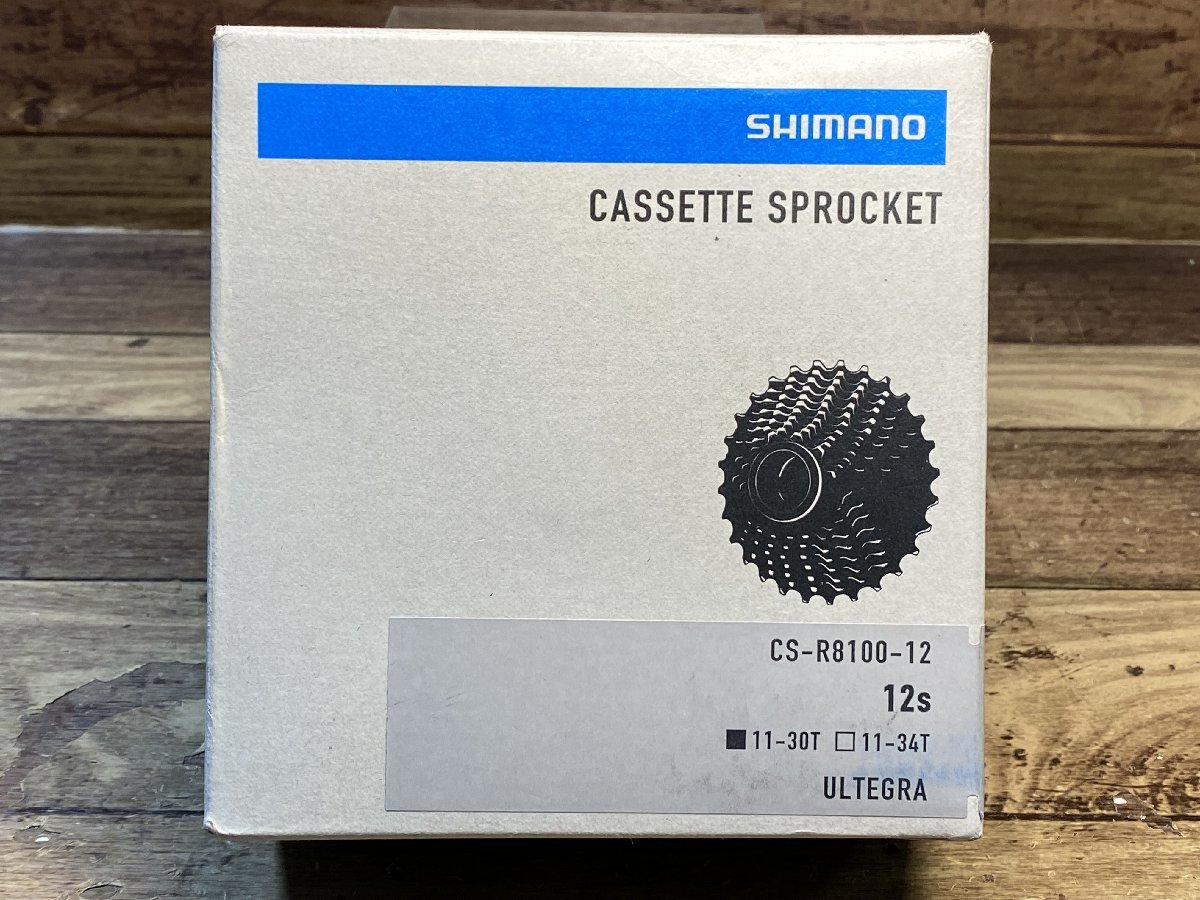 SHIMANO
CASSETTE SPROCKET
CS-R8100-12
12s
■11-30T □11-34T
ULTEGRA